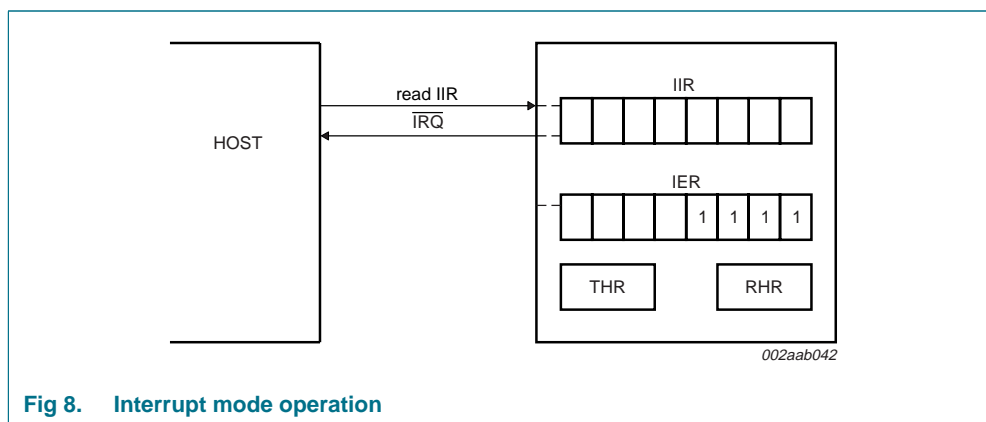 IIR
read IIR
IRQ
HOST
IER
1 1 1 1
THR RHR
002aab042
Fig 8. Interrupt mode operation